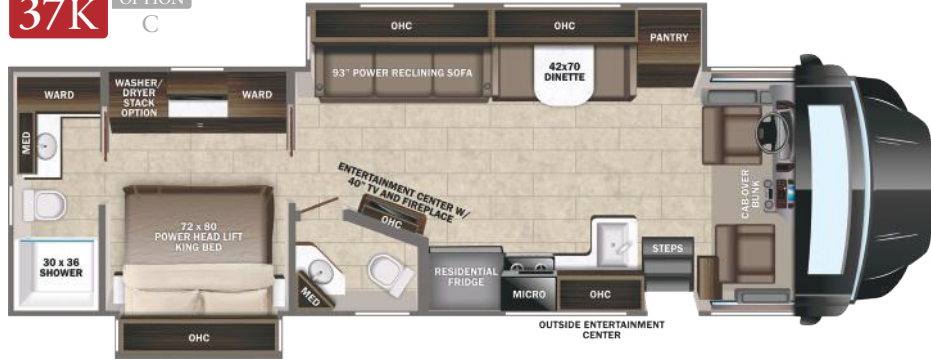 37K
OPTION
C
OHC
OHC
PANTRY
93" POWER RECLINING SOFA
42x70
DINETTE
WARD
WASHER/
DRYER
STACK
OPTION
WARD
MED
ENTERTAINMENT CENTER W/
40" TV AND FIREPLACE
OHC
CAB-OVER
BUNK
72 x 80
POWER HEAD LIFT
KING BED
30 x 36
SHOWER
MED
RESIDENTIAL
FRIDGE
MICRO
OHC
STEPS
OHC
OUTSIDE ENTERTAINMENT
CENTER